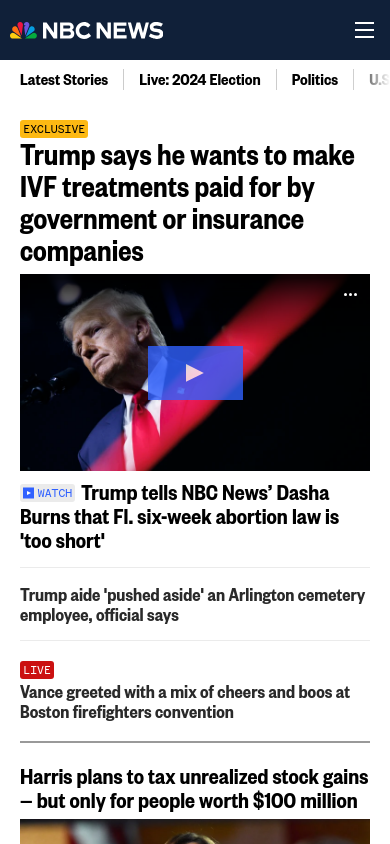 NBC NEWS
Latest Stories
Live: 2024 Election
Politics
EXCLUSIVE
Trump says he wants to make
IVF treatments paid for by
government or insurance
companies
WATCH Trump tells NBC News’ Dasha
Burns that Fl. six-week abortion law is
'too short'
Trump aide 'pushed aside' an Arlington cemetery
employee, official says
LIVE
Vance greeted with a mix of cheers and boos at
Boston firefighters convention
Harris plans to tax unrealized stock gains
– but only for people worth $100 million